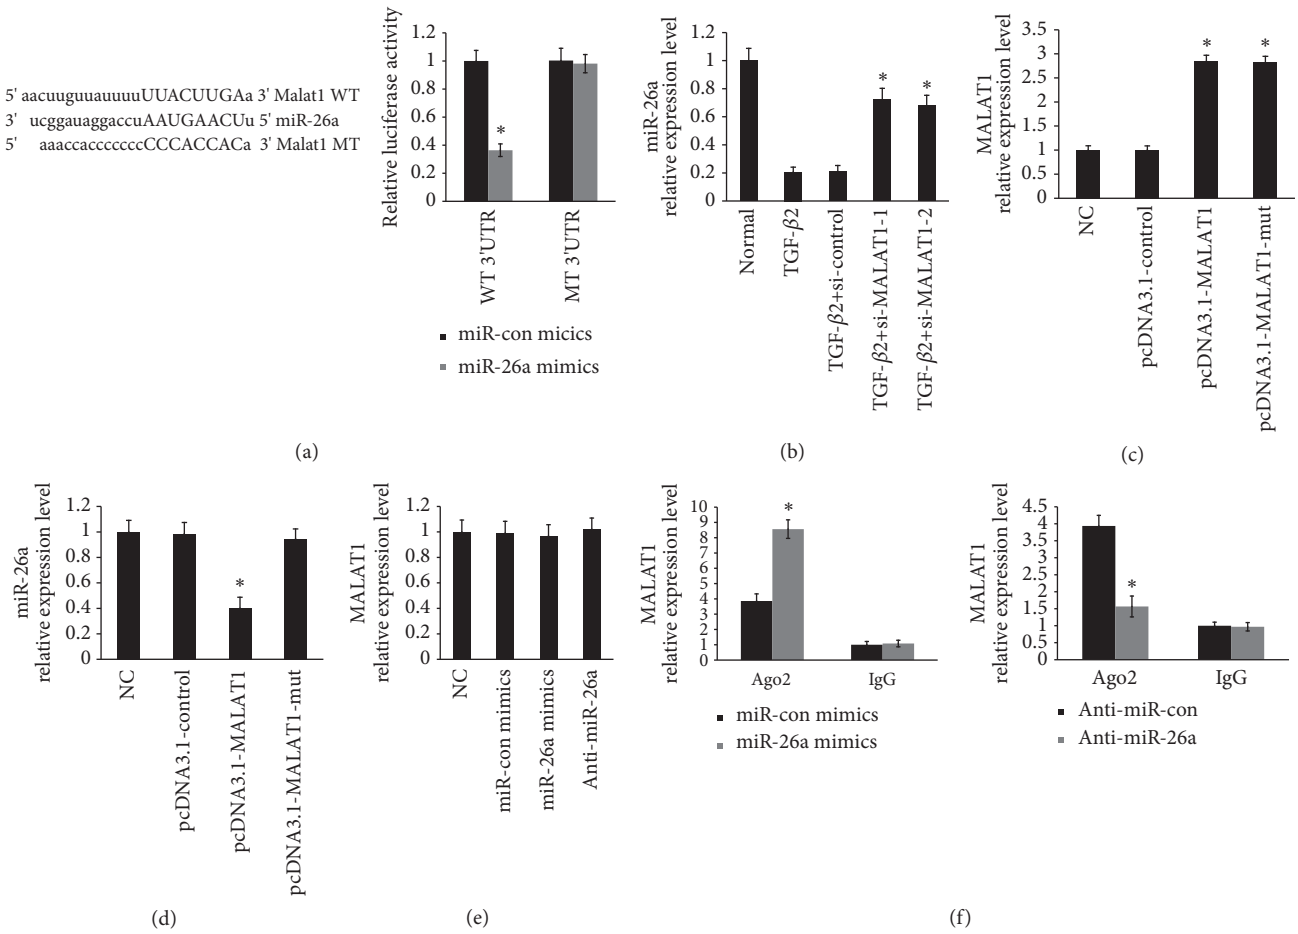 5' aacuuguuauuuuUUACUUGAa 3' Malat1 WT
3' ucggauaggaccuAAUGAACUu 5' miR-26a
5' aaaccacccccccCCCACCACa 3' Malat1 MT
Relative luciferase activity
1.2
1
0.8
0.6
0.4
0.2
0
*
WT 3'UTR
MT 3'UTR
miR-con micics
miR-26a mimics
(a)
miR-26a
relative expression level
1.2
1
0.8
0.6
0.4
0.2
0
*
*
Normal
TGF-β2
TGF-β2+si-control
TGF-β2+si-MALAT1-1
TGF-β2+si-MALAT1-2
(b)
MALAT1
relative expression level
3.5
3
2.5
2
1.5
1
0.5
0
*
*
NC
pcDNA3.1-control
pcDNA3.1-MALAT1
pcDNA3.1-MALAT1-mut
(c)
miR-26a
relative expression level
1.2
1
0.8
0.6
0.4
0.2
0
*
NC
pcDNA3.1-control
pcDNA3.1-MALAT1
pcDNA3.1-MALAT1-mut
(d)
MALAT1
relative expression level
1.2
1
0.8
0.6
0.4
0.2
0
NC
miR-con mimics
miR-26a mimics
Anti-miR-26a
(e)
MALAT1
relative expression level
10
9
8
7
6
5
4
3
2
1
0
*
Ago2
IgG
miR-con mimics
miR-26a mimics
MALAT1
relative expression level
4.5
4
3.5
3
2.5
2
1.5
1
0.5
0
*
Ago2
IgG
Anti-miR-con
Anti-miR-26a
(f)